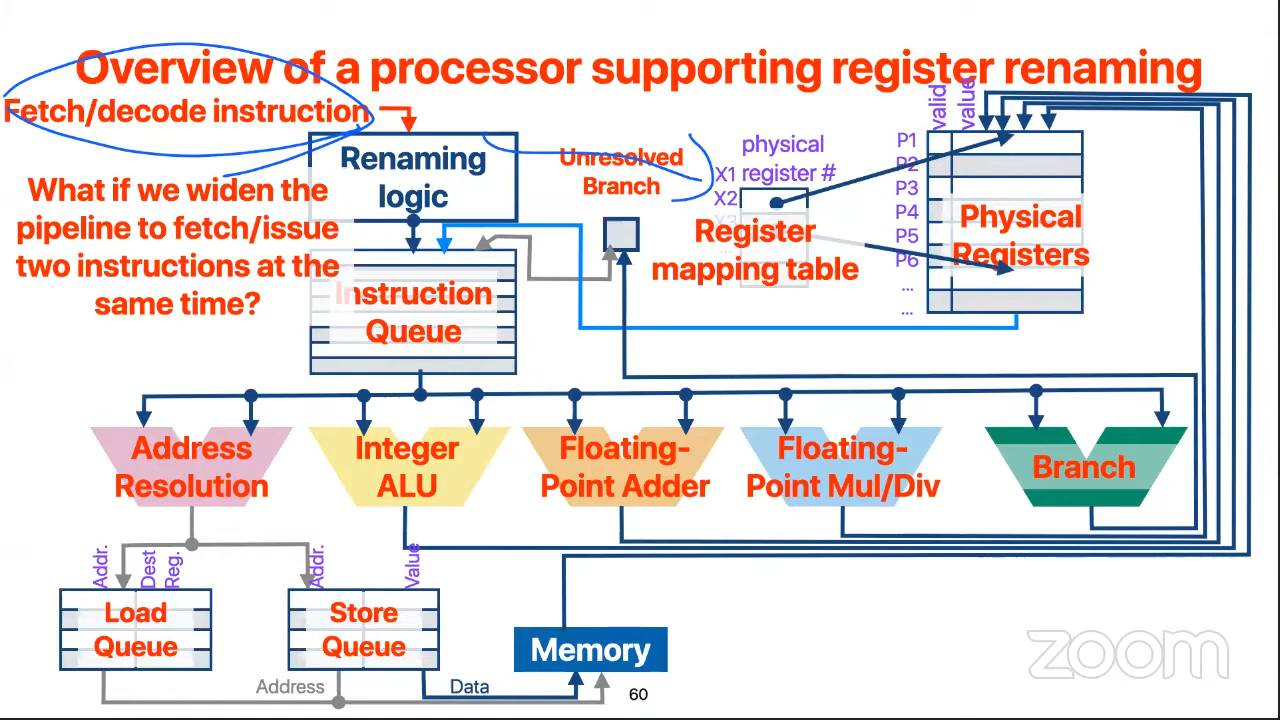 Overview of a processor supporting register renaming
Fetch/decode instruction
Renaming
logic
What if we widen the
pipeline to fetch/issue
two instructions at the
same time?
Unresolved
Branch
physical
register #
X1
X2
X3
...
Register
mapping table
valid
value
P1
P2
P3
P4
P5
P6
...
...
Physical
Registers
Instruction
Queue
Address
Resolution
Integer
ALU
Floating-
Point Adder
Floating-
Point Mul/Div
Branch
Addr.
Dest
Reg.
Addr.
Value
Load
Queue
Store
Queue
Memory
Address
Data
60
zoom